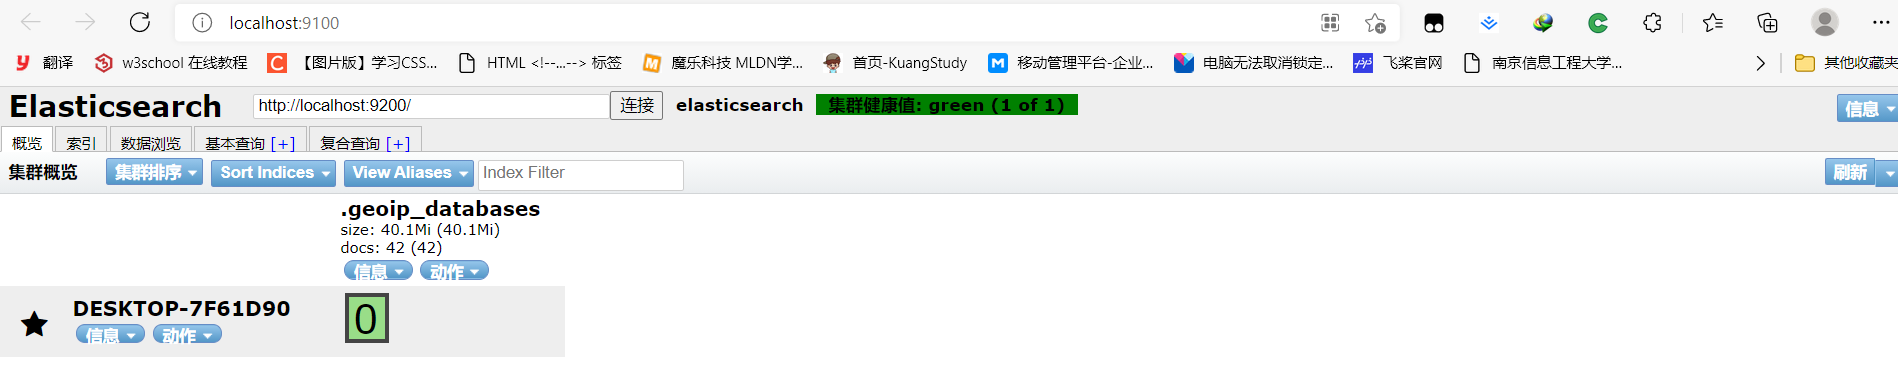 localhost:9100
翻译 w3school 在线教程 【图片版】学习CSS... HTML <!--...--> 标签 魔乐科技 MLDN学... 首页-KuangStudy 移动管理平台-企业... 电脑无法取消锁定... 飞桨官网 南京信息工程大学... 其他收藏夹
Elasticsearch http://localhost:9200/ 连接 elasticsearch 集群健康值: green (1 of 1) 信息
概览 索引 数据浏览 基本查询 [+] 复合查询 [+]
集群概览 集群排序 Sort Indices View Aliases Index Filter 刷新
.geoip_databases
size: 40.1Mi (40.1Mi)
docs: 42 (42)
信息 动作
DESKTOP-7F61D90 0
信息 动作